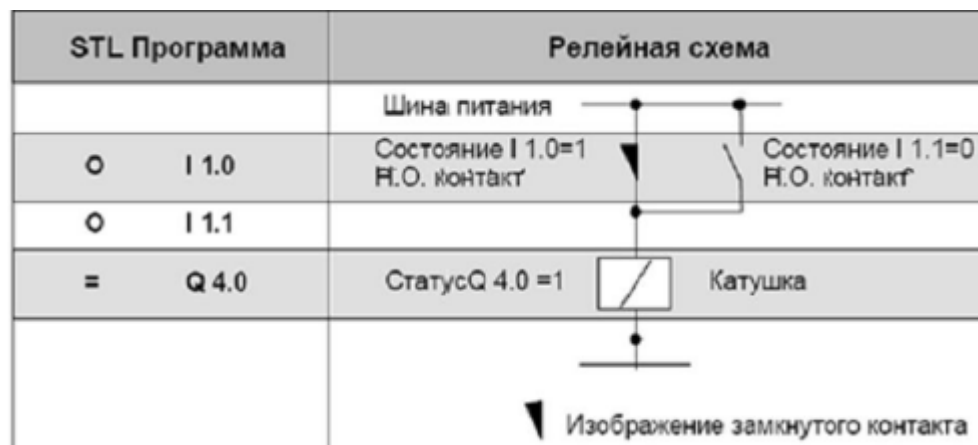 STL Программа Релейная схема
Шина питания
O I 1.0 Состояние I 1.0=1 Состояние I 1.1=0
Н.О. контакт Н.О. контакт
O I 1.1
= Q 4.0 СтатусQ 4.0 =1 Катушка
Изображение замкнутого контакта